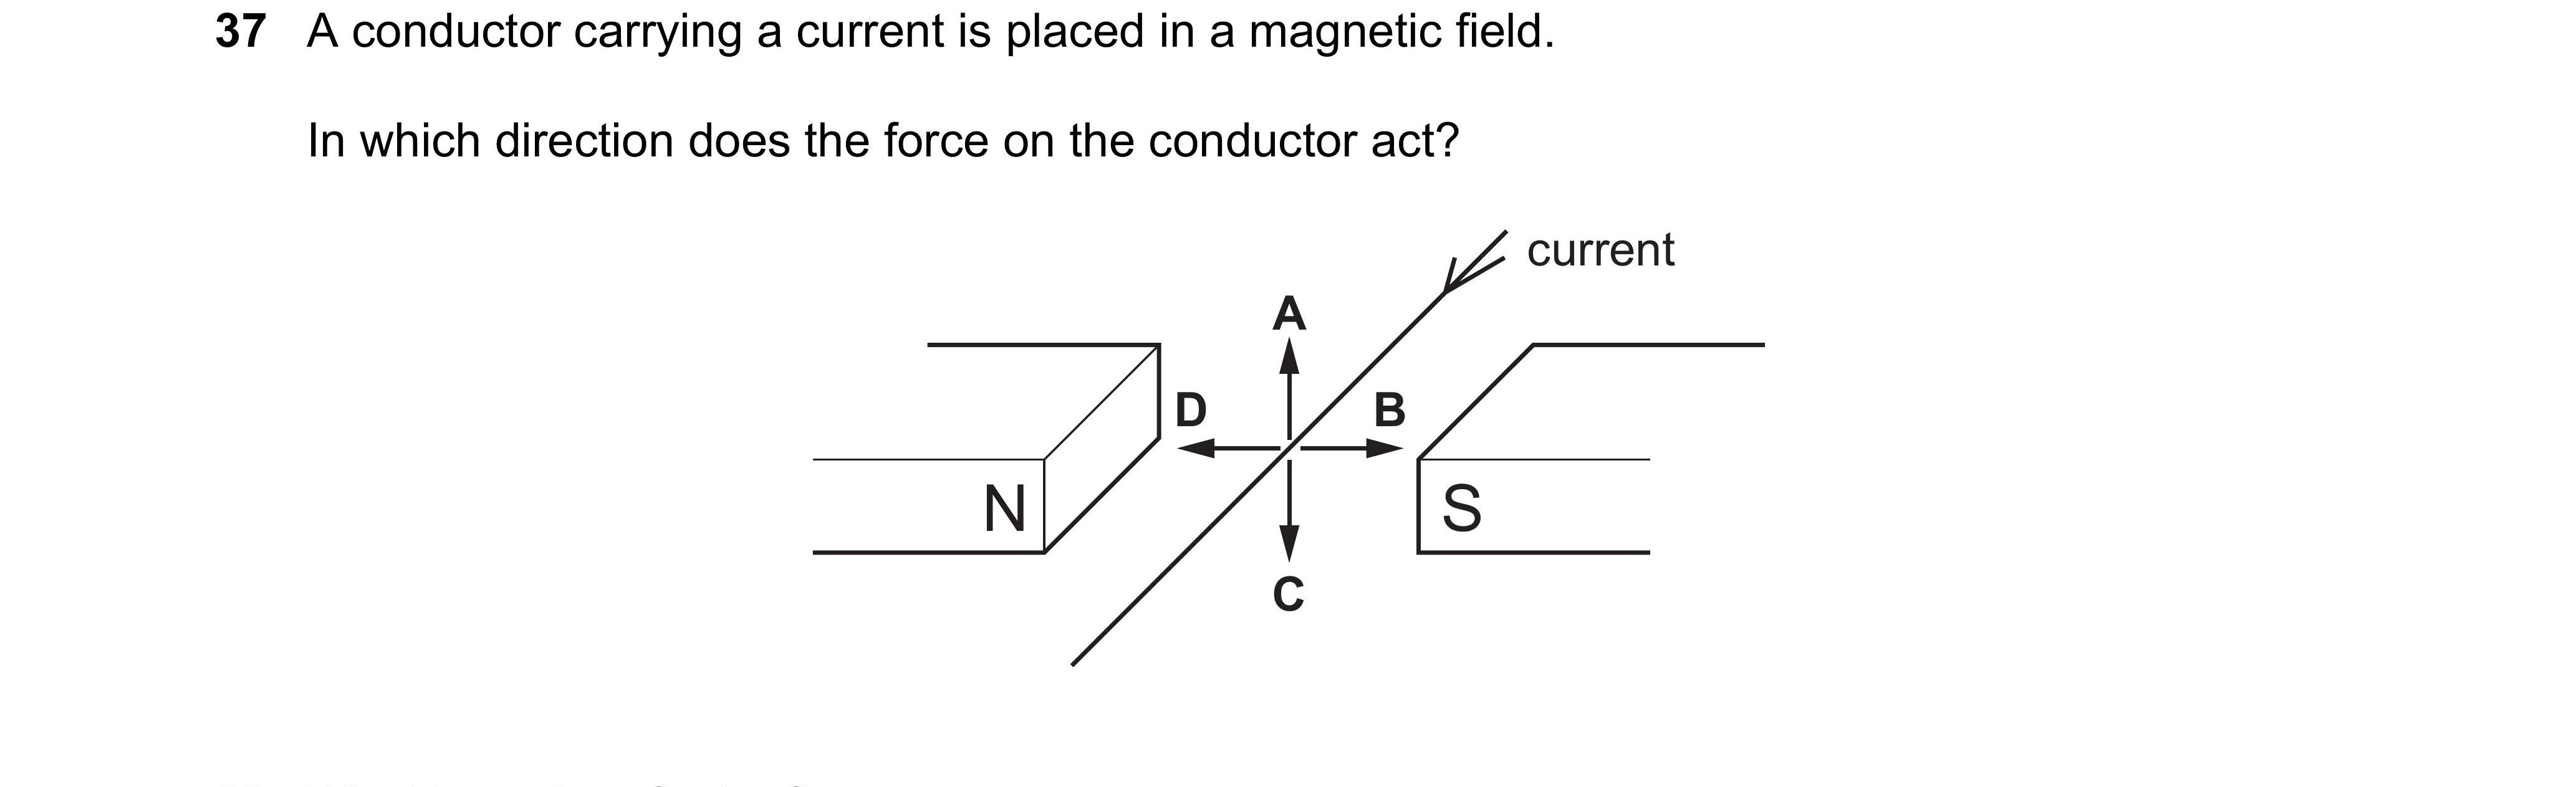 37 A conductor carrying a current is placed in a magnetic field.
In which direction does the force on the conductor act?
current
A
D B
N S
C